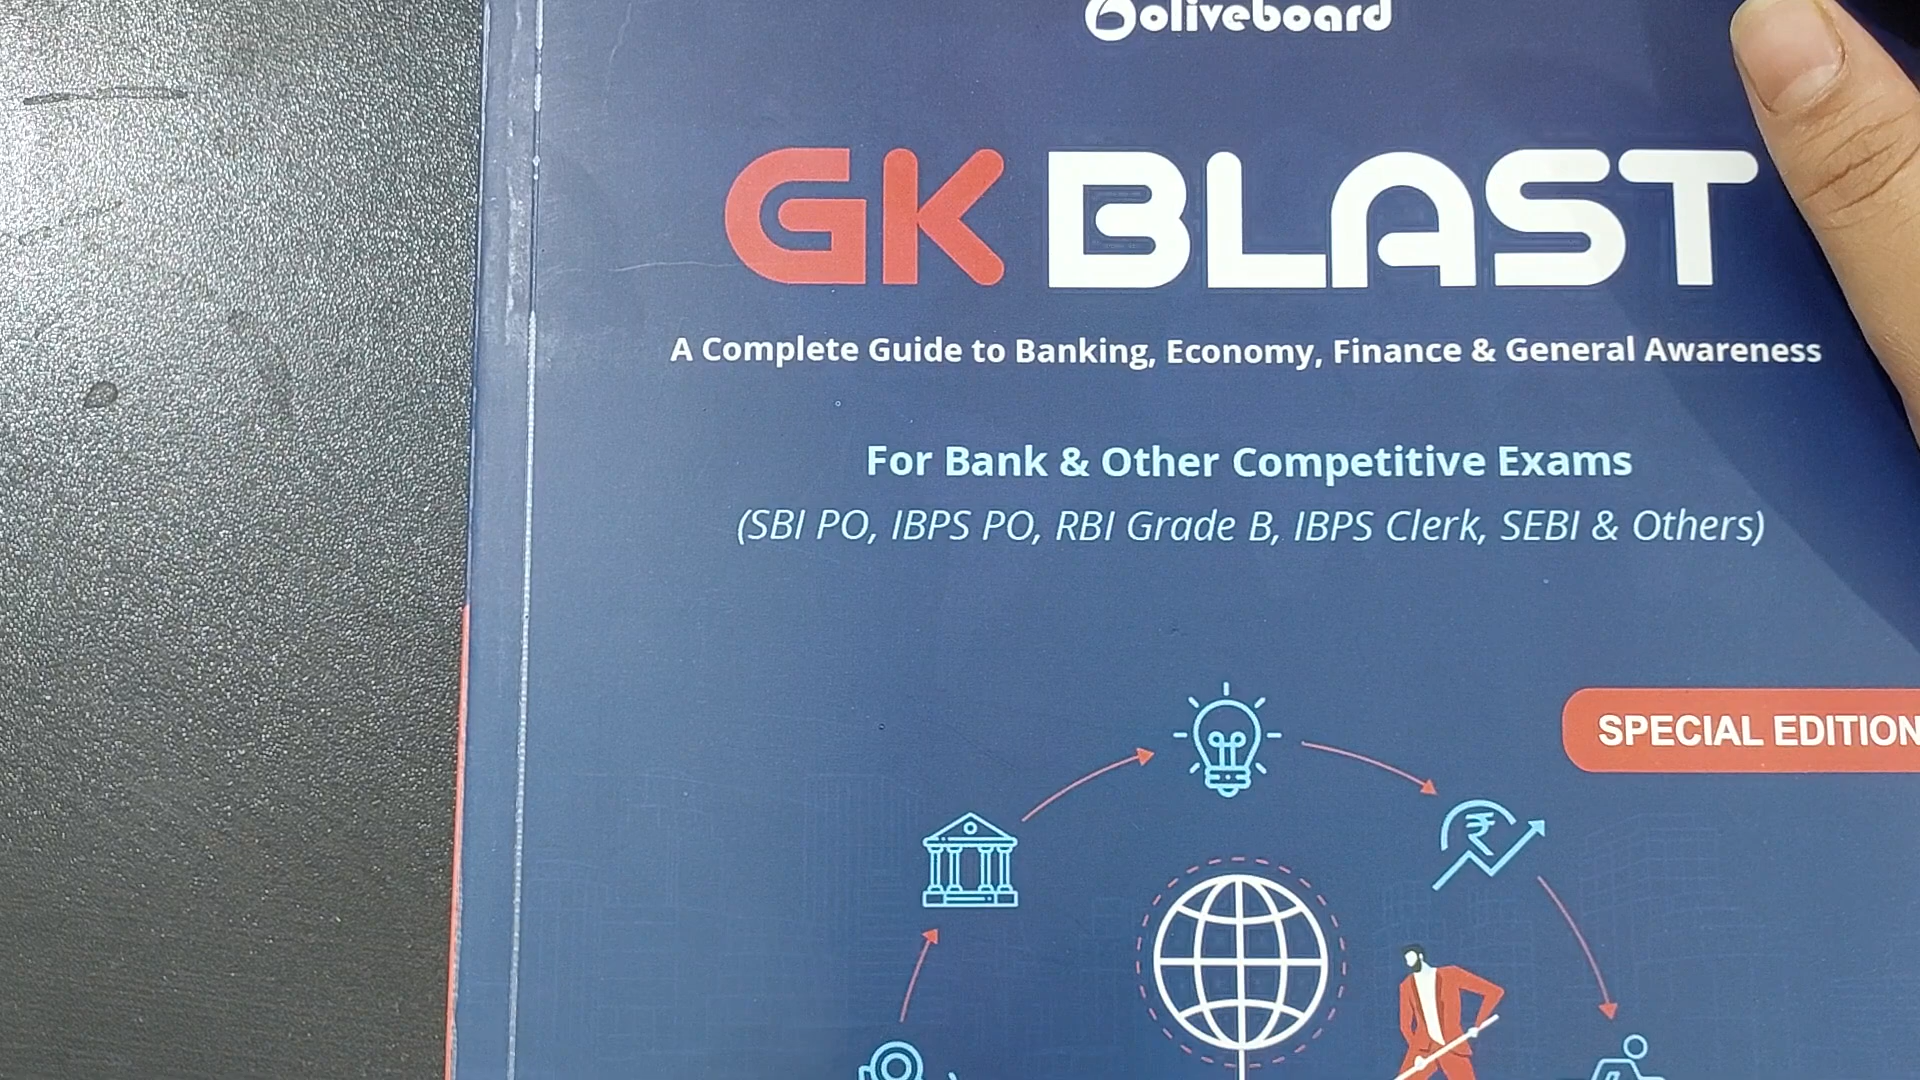 oliveboard
GK BLAST
A Complete Guide to Banking, Economy, Finance & General Awareness
For Bank & Other Competitive Exams
(SBI PO, IBPS PO, RBI Grade B, IBPS Clerk, SEBI & Others)
SPECIAL EDITION
₹